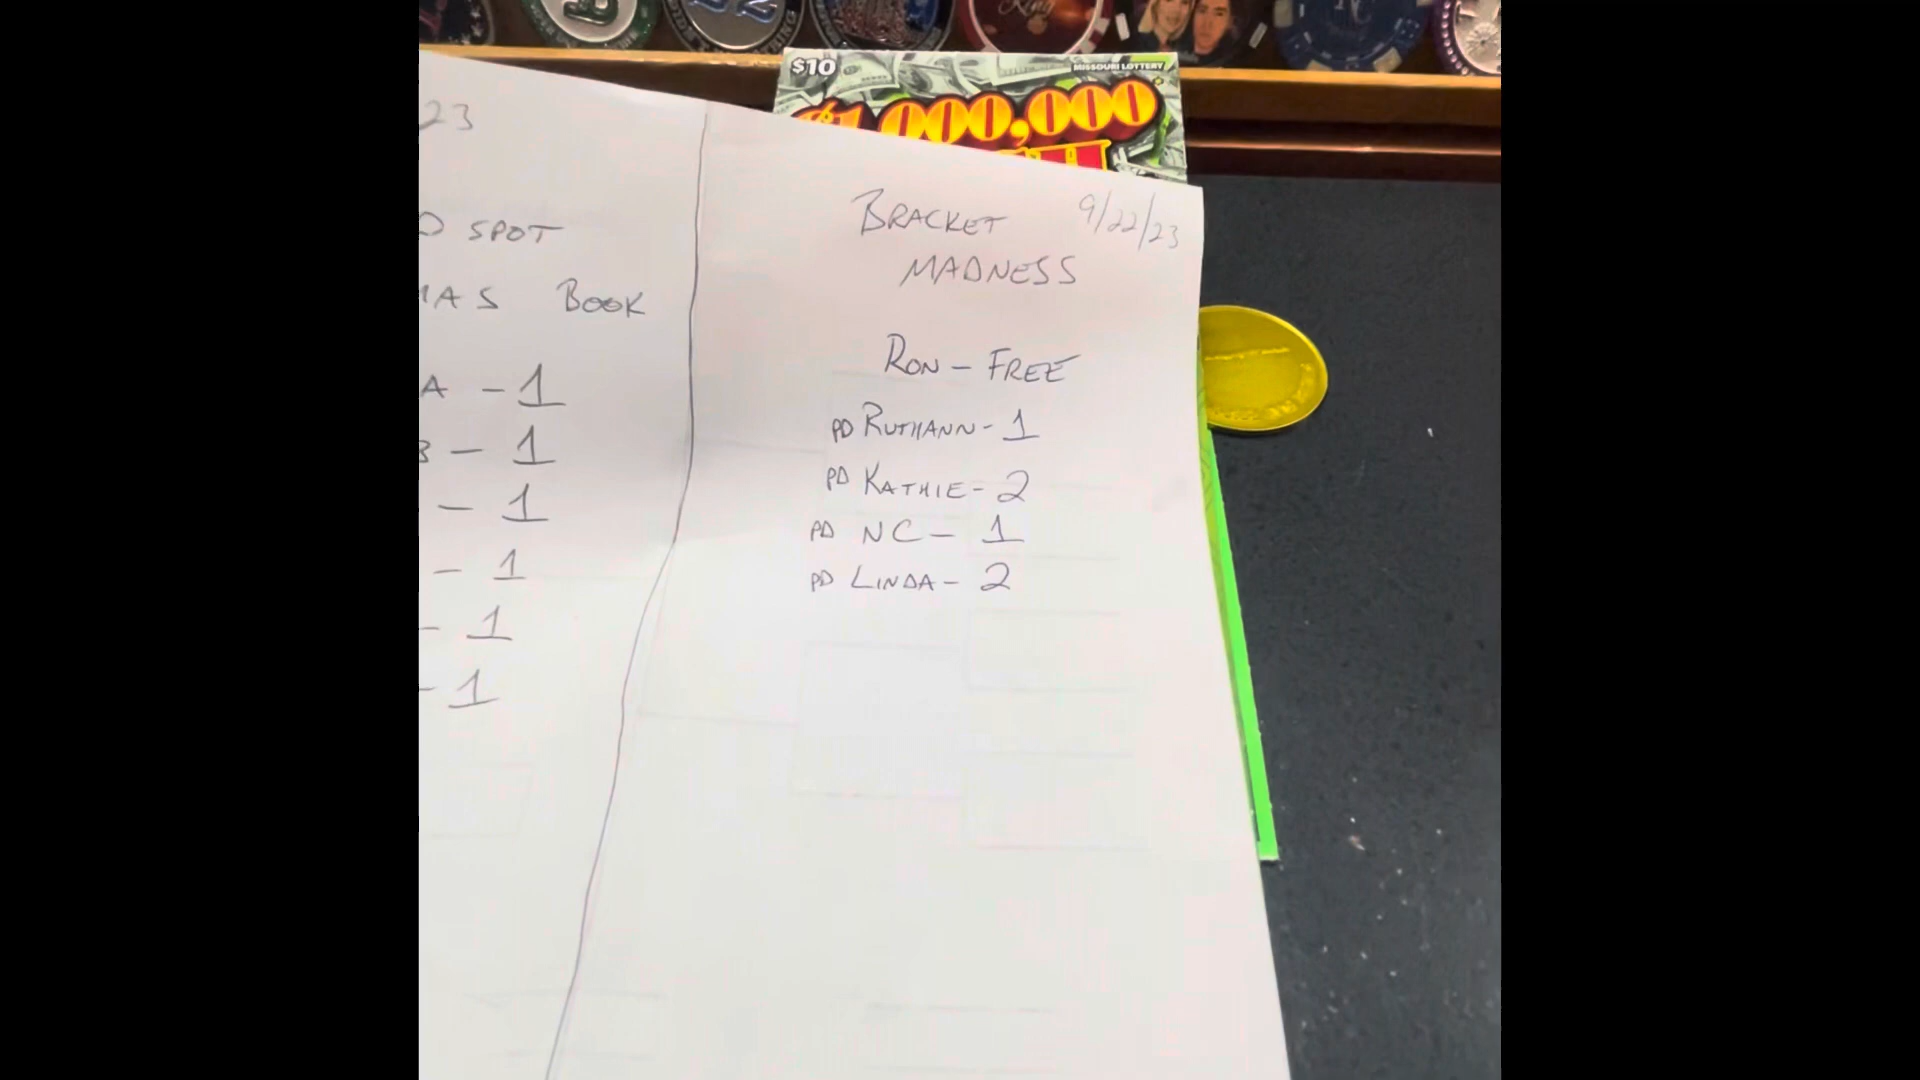 $10
MISSOURI LOTTERY
$1,000,000
23
SPOT
BOOK
A - 1
- 1
- 1
- 1
- 1
- 1
BRACKET 9/22/23
MADNESS
RON - FREE
PD RUTHANN - 1
PD KATHIE - 2
PD NC - 1
PD LINDA - 2